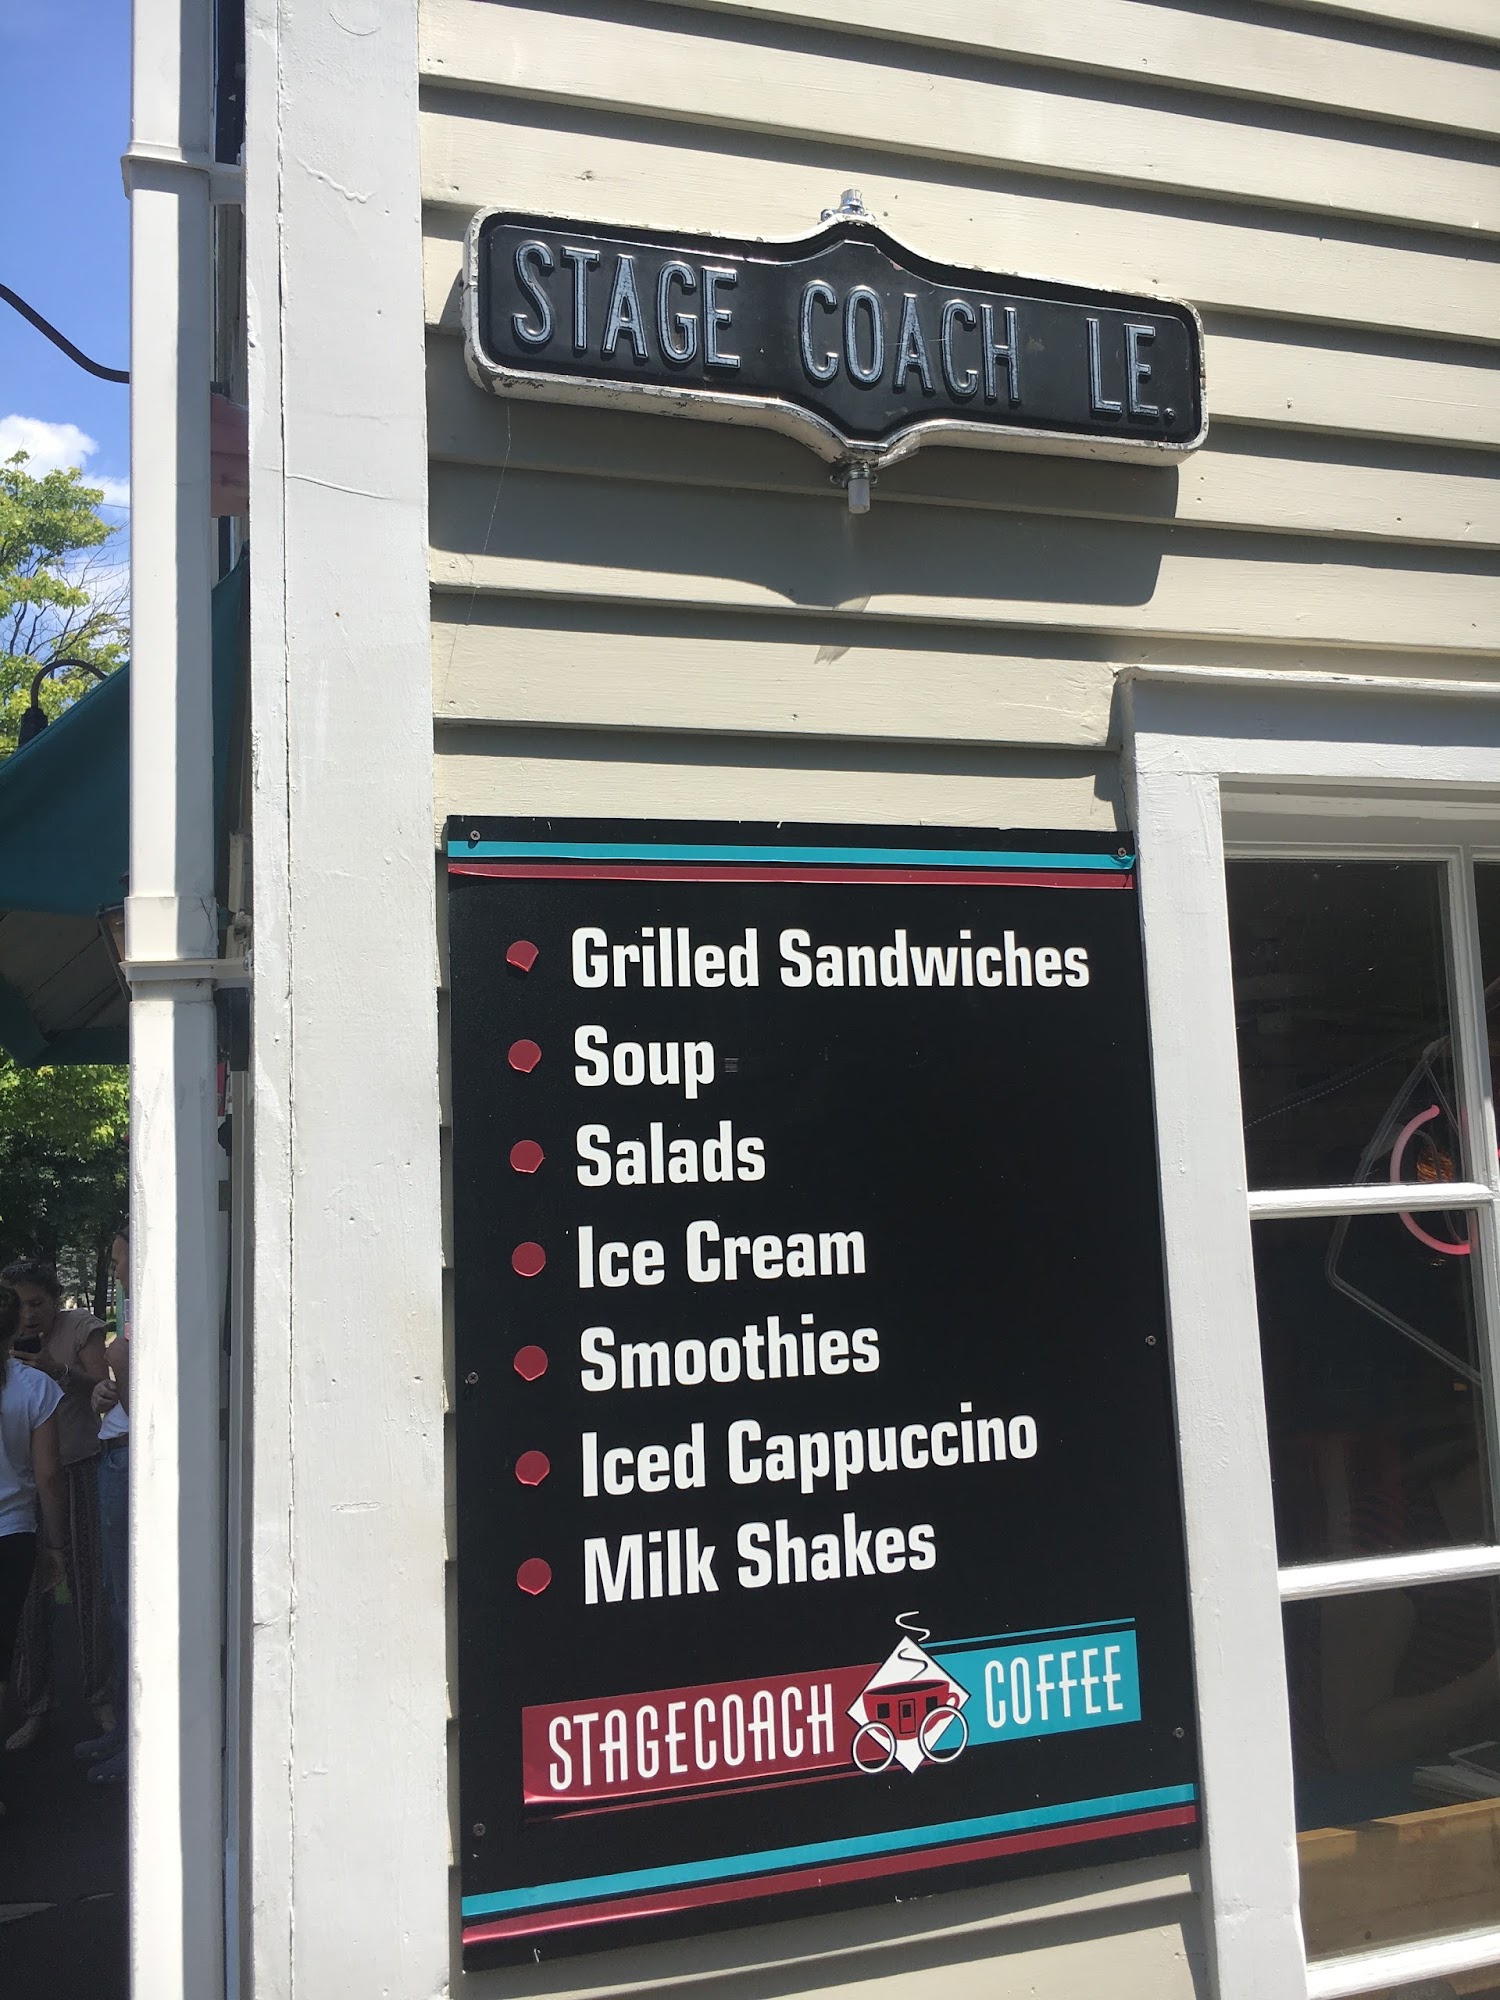 STAGE COACH LE.
Grilled Sandwiches
Soup
Salads
Ice Cream
Smoothies
Iced Cappuccino
Milk Shakes
STAGECOACH COFFEE